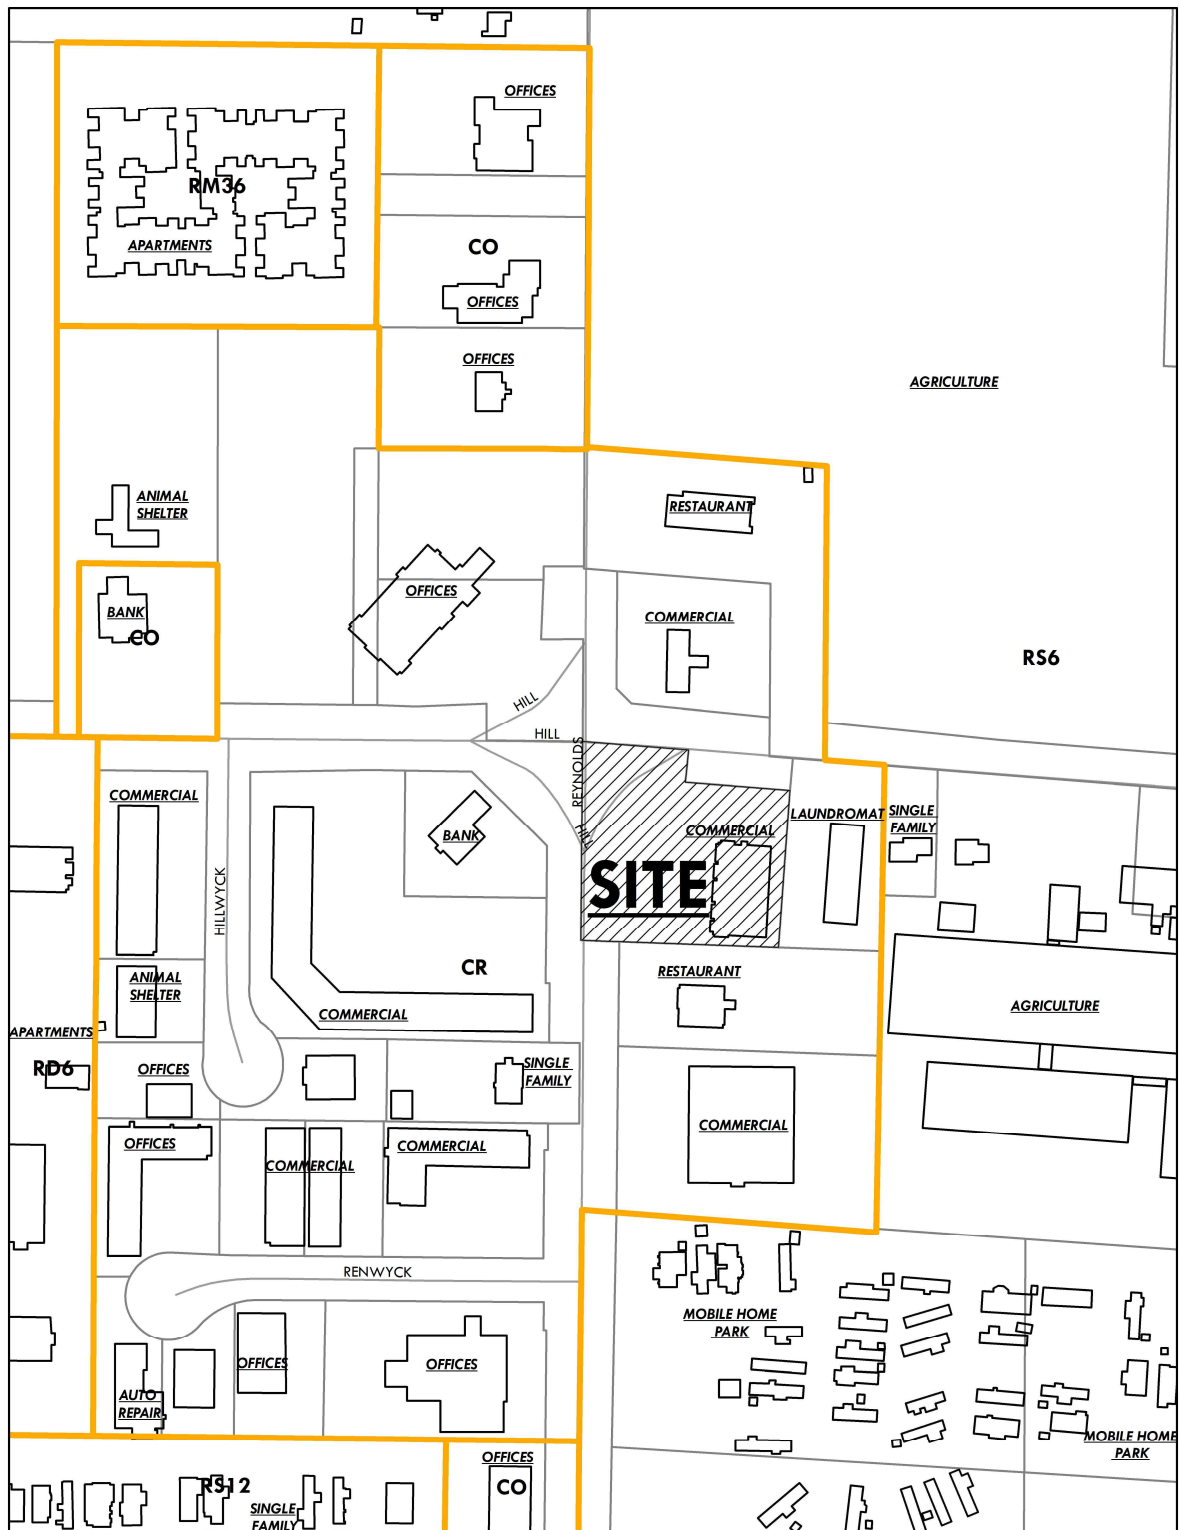 OFFICES
RM36
APARTMENTS
CO
OFFICES
OFFICES
AGRICULTURE
ANIMAL
SHELTER
RESTAURANT
OFFICES
BANK
CO
COMMERCIAL
RS6
HILL
HILL
REYNOLDS
HILL
COMMERCIAL
BANK
COMMERCIAL
LAUNDROMAT
SINGLE
FAMILY
SITE
HILLWYCK
CR
ANIMAL
SHELTER
RESTAURANT
COMMERCIAL
AGRICULTURE
APARTMENTS
RD6
OFFICES
SINGLE
FAMILY
OFFICES
COMMERCIAL
COMMERCIAL
COMMERCIAL
RENWYCK
MOBILE HOME
PARK
OFFICES
OFFICES
AUTO
REPAIR
MOBILE HOME
PARK
OFFICES
RS12
CO
SINGLE
FAMILY